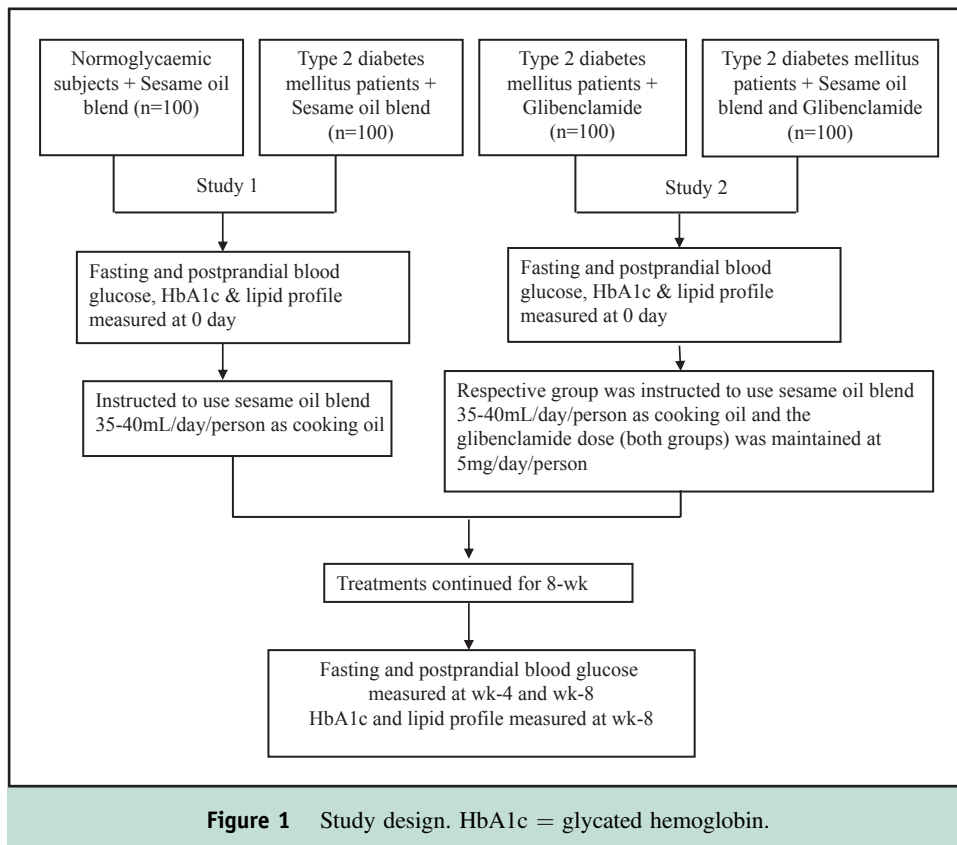 Normoglycaemic
subjects + Sesame oil
blend (n=100)
Type 2 diabetes
mellitus patients +
Sesame oil blend
(n=100)
Type 2 diabetes
mellitus patients +
Glibenclamide
(n=100)
Type 2 diabetes mellitus
patients + Sesame oil
blend and Glibenclamide
(n=100)
Study 1
Study 2
Fasting and postprandial blood
glucose, HbA1c & lipid profile
measured at 0 day
Fasting and postprandial blood
glucose, HbA1c & lipid profile
measured at 0 day
Instructed to use sesame oil blend
35-40mL/day/person as cooking oil
Respective group was instructed to use sesame oil blend
35-40mL/day/person as cooking oil and the
glibenclamide dose (both groups) was maintained at
5mg/day/person
Treatments continued for 8-wk
Fasting and postprandial blood glucose
measured at wk-4 and wk-8
HbA1c and lipid profile measured at wk-8
Figure 1 Study design. HbA1c = glycated hemoglobin.